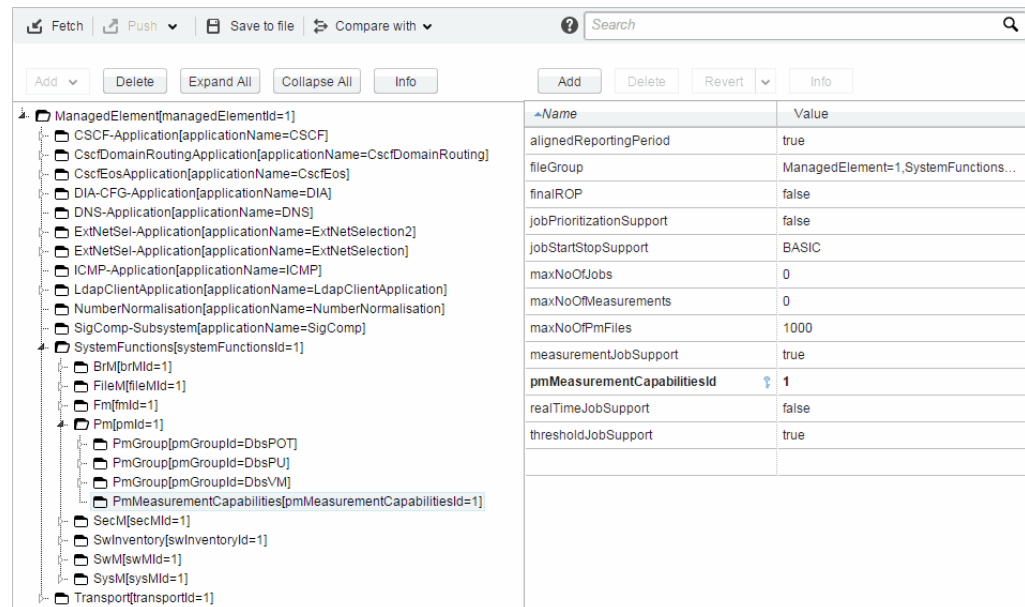 Fetch Push Save to file Compare with ? Search
Add Delete Expand All Collapse All Info
Add Delete Revert Info
ManagedElement[managedElementId=1]
CSCF-Application[applicationName=CSCF]
CscfDomainRoutingApplication[applicationName=CscfDomainRouting]
CscfEosApplication[applicationName=CscfEos]
DIA-CFG-Application[applicationName=DIA]
DNS-Application[applicationName=DNS]
ExtNetSel-Application[applicationName=ExtNetSelection2]
ExtNetSel-Application[applicationName=ExtNetSelection]
ICMP-Application[applicationName=ICMP]
LdapClientApplication[applicationName=LdapClientApplication]
NumberNormalisation[applicationName=NumberNormalisation]
SigComp-Subsystem[applicationName=SigComp]
SystemFunctions[systemFunctionsId=1]
BrM[brMId=1]
FileM[fileMId=1]
Fm[fmId=1]
Pm[pmId=1]
PmGroup[pmGroupId=DbsPOT]
PmGroup[pmGroupId=DbsPU]
PmGroup[pmGroupId=DbsVM]
PmMeasurementCapabilities[pmMeasurementCapabilitiesId=1]
SecM[secMId=1]
SwInventory[swInventoryId=1]
SwM[swMId=1]
SysM[sysMId=1]
Transport[transportId=1]
Name Value
alignedReportingPeriod true
fileGroup ManagedElement=1,SystemFunctions...
finalROP false
jobPrioritizationSupport false
jobStartStopSupport BASIC
maxNoOfJobs 0
maxNoOfMeasurements 0
maxNoOfPmFiles 1000
measurementJobSupport true
pmMeasurementCapabilitiesId 1
realTimeJobSupport false
thresholdJobSupport true